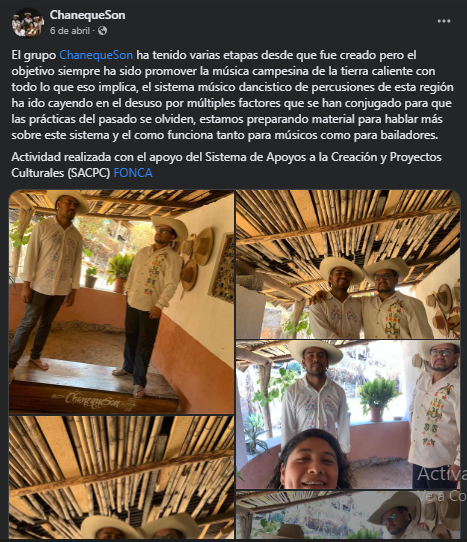 ChanequeSon
6 de abril ·
El grupo ChanequeSon ha tenido varias etapas desde que fue creado pero el
objetivo siempre ha sido promover la música campesina de la tierra caliente con
todo lo que eso implica, el sistema músico dancistico de percusiones de esta región
ha ido cayendo en el desuso por múltiples factores que se han conjugado para que
las prácticas del pasado se olviden, estamos preparando material para hablar más
sobre este sistema y el como funciona tanto para músicos como para bailadores.
Actividad realizada con el apoyo del Sistema de Apoyos a la Creación y Proyectos
Culturales (SACPC) FONCA
ChanequeSon
Activa
Ve a Co